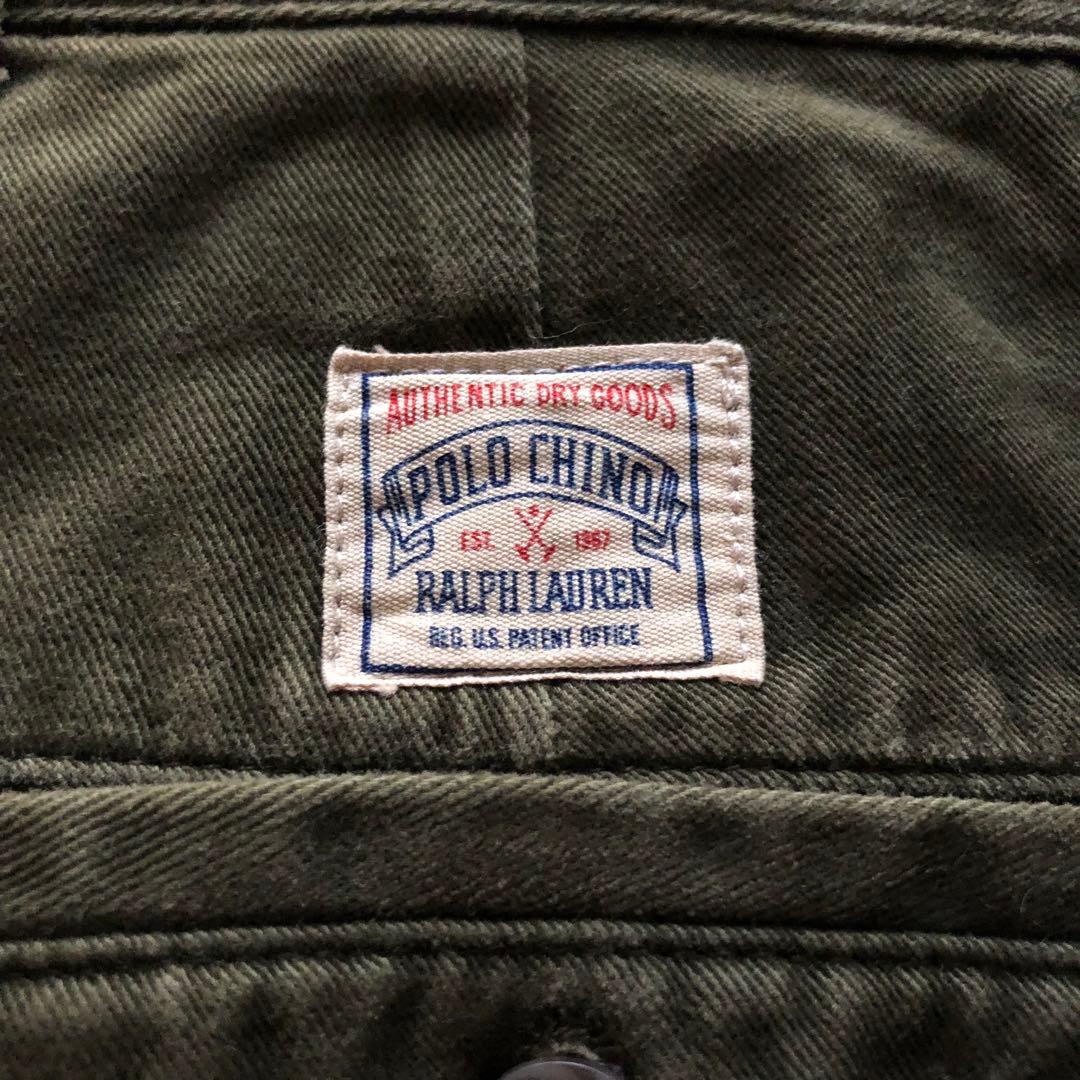 AUTHENTIC DRY GOODS
POLO CHINO
EST. 1967
RALPH LAUREN
REG. U.S. PATENT OFFICE